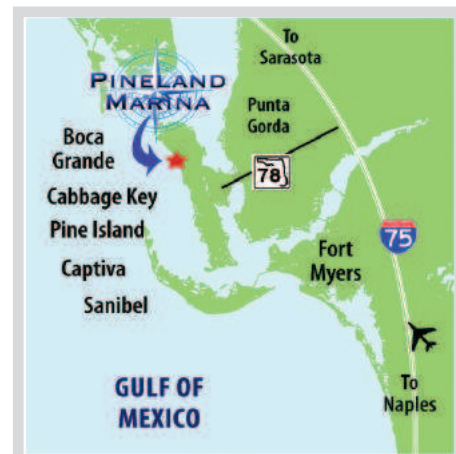 To
Sarasota
PINELAND
MARINA
Punta
Gorda
Boca
Grande
78
Cabbage Key
Pine Island
75
Fort
Myers
Captiva
Sanibel
To
Naples
GULF OF
MEXICO